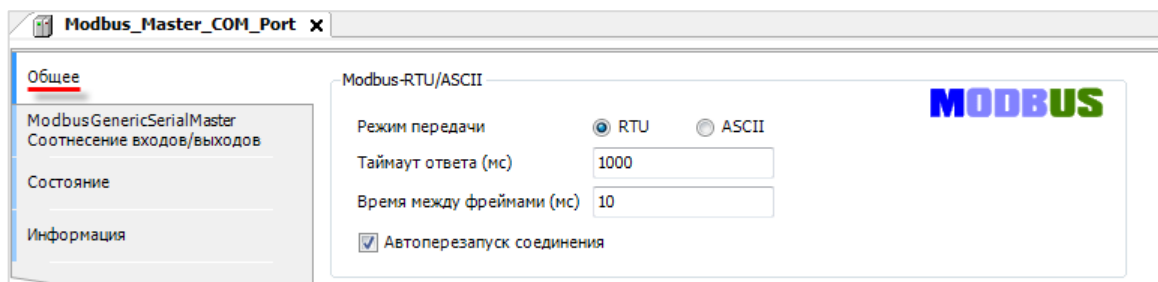 Modbus_Master_COM_Port X
Общее
ModbusGenericSerialMaster
Соотнесение входов/выходов
Состояние
Информация
Modbus-RTU/ASCII
MODBUS
Режим передачи RTU ASCII
Таймаут ответа (мс) 1000
Время между фреймами (мс) 10
Автоперезапуск соединения